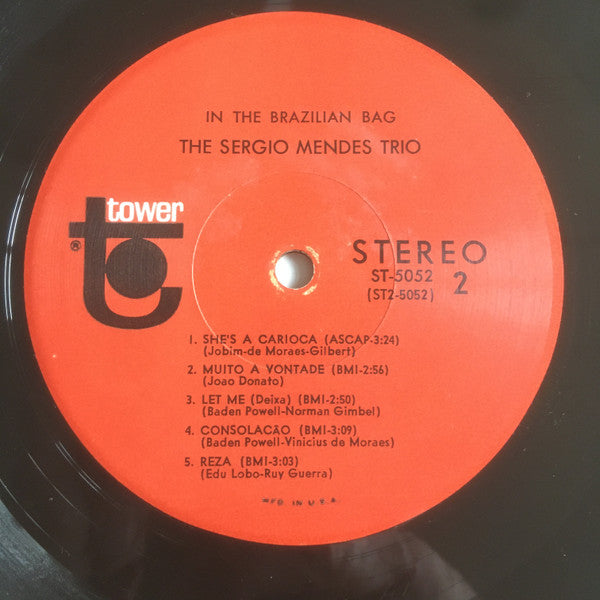 IN THE BRAZILIAN BAG
THE SERGIO MENDES TRIO
tower
t
®
STEREO
ST-5052
(ST2-5052) 2
1. SHE'S A CARIOCA (ASCAP-3:24)
(Jobim-de Moraes-Gilbert)
2. MUITO A VONTADE (BMI-2:56)
(Joao Donato)
3. LET ME (Deixa) (BMI-2:50)
(Baden Powell-Norman Gimbel)
4. CONSOLACÃO (BMI-3:09)
(Baden Powell-Vinicius de Moraes)
5. REZA (BMI-3:03)
(Edu Lobo-Ruy Guerra)
MFD IN U.S.A.